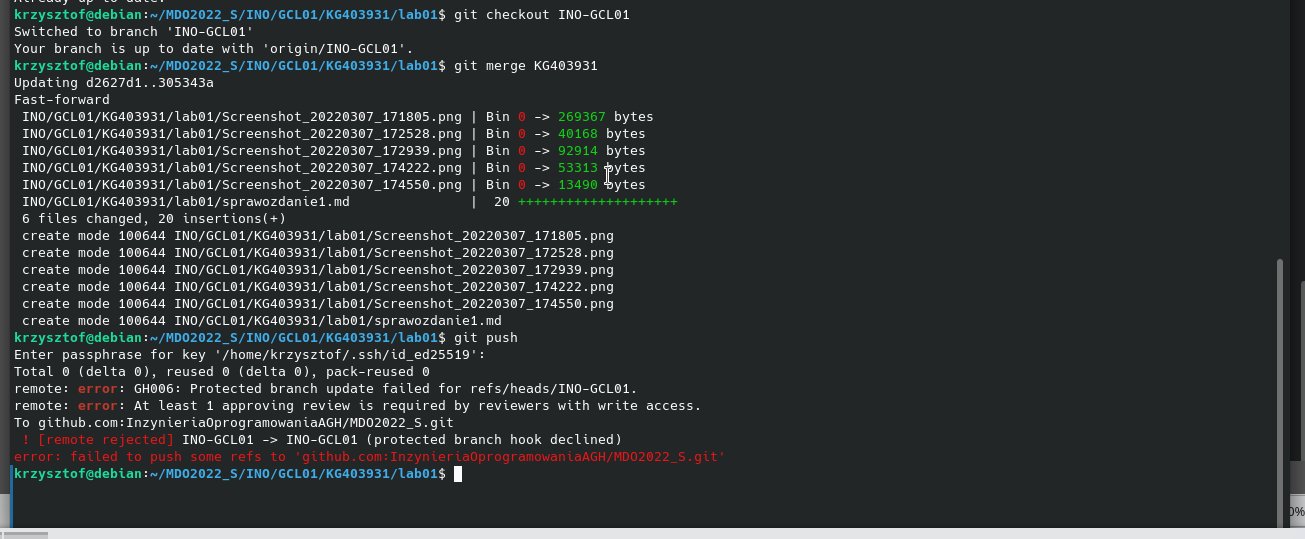 krzysztof@debian:~/MDO2022_S/INO/GCL01/KG403931/lab01$ git checkout INO-GCL01
Switched to branch 'INO-GCL01'
Your branch is up to date with 'origin/INO-GCL01'.
krzysztof@debian:~/MDO2022_S/INO/GCL01/KG403931/lab01$ git merge KG403931
Updating d2627d1..305343a
Fast-forward
 INO/GCL01/KG403931/lab01/Screenshot_20220307_171805.png | Bin 0 -> 269367 bytes
 INO/GCL01/KG403931/lab01/Screenshot_20220307_172528.png | Bin 0 -> 40168 bytes
 INO/GCL01/KG403931/lab01/Screenshot_20220307_172939.png | Bin 0 -> 92914 bytes
 INO/GCL01/KG403931/lab01/Screenshot_20220307_174222.png | Bin 0 -> 53313 bytes
 INO/GCL01/KG403931/lab01/Screenshot_20220307_174550.png | Bin 0 -> 13490 bytes
 INO/GCL01/KG403931/lab01/sprawozdanie1.md               |  20 ++++++++++++++++++++
 6 files changed, 20 insertions(+)
 create mode 100644 INO/GCL01/KG403931/lab01/Screenshot_20220307_171805.png
 create mode 100644 INO/GCL01/KG403931/lab01/Screenshot_20220307_172528.png
 create mode 100644 INO/GCL01/KG403931/lab01/Screenshot_20220307_172939.png
 create mode 100644 INO/GCL01/KG403931/lab01/Screenshot_20220307_174222.png
 create mode 100644 INO/GCL01/KG403931/lab01/Screenshot_20220307_174550.png
 create mode 100644 INO/GCL01/KG403931/lab01/sprawozdanie1.md
krzysztof@debian:~/MDO2022_S/INO/GCL01/KG403931/lab01$ git push
Enter passphrase for key '/home/krzysztof/.ssh/id_ed25519':
Total 0 (delta 0), reused 0 (delta 0), pack-reused 0
remote: error: GH006: Protected branch update failed for refs/heads/INO-GCL01.
remote: error: At least 1 approving review is required by reviewers with write access.
To github.com:InzynieriaOprogramowaniaAGH/MDO2022_S.git
 ! [remote rejected] INO-GCL01 -> INO-GCL01 (protected branch hook declined)
error: failed to push some refs to 'github.com:InzynieriaOprogramowaniaAGH/MDO2022_S.git'
krzysztof@debian:~/MDO2022_S/INO/GCL01/KG403931/lab01$